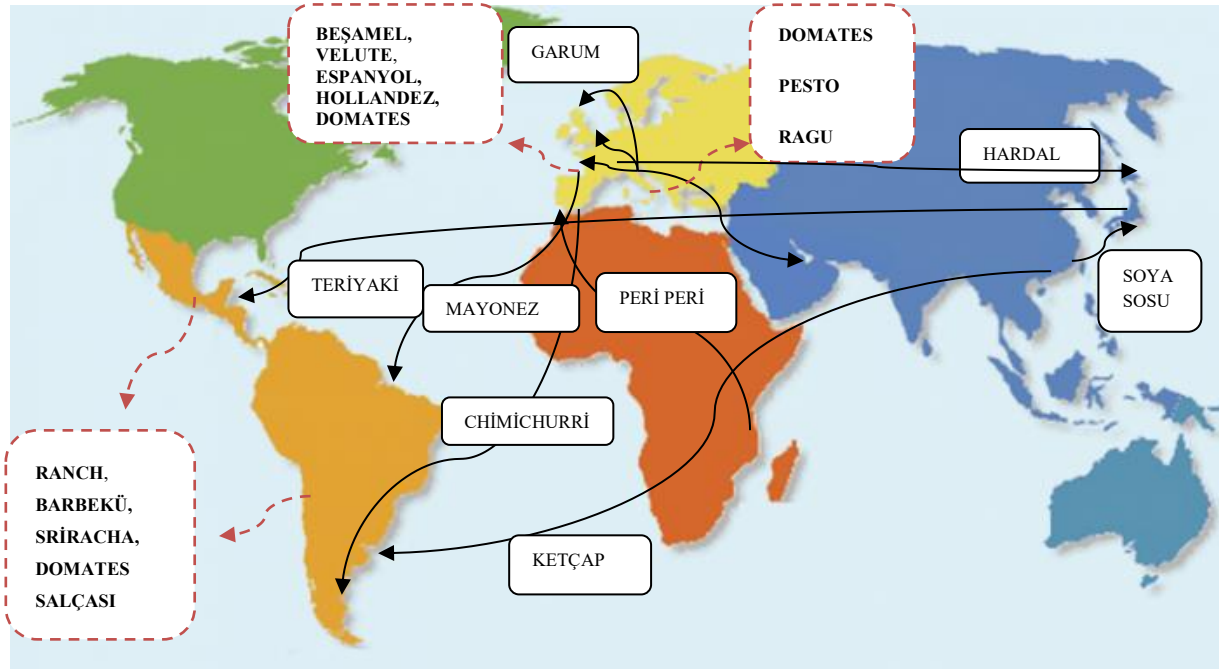 BEŞAMEL,
VELUTE,
ESPANYOL,
HOLLANDEZ,
DOMATES
GARUM
DOMATES
PESTO
RAGU
HARDAL
TERİYAKİ
MAYONEZ
PERİ PERİ
SOYA
SOSU
CHİMİCHURRİ
RANCH,
BARBEKÜ,
SRİRACHA,
DOMATES
SALÇASI
KETÇAP